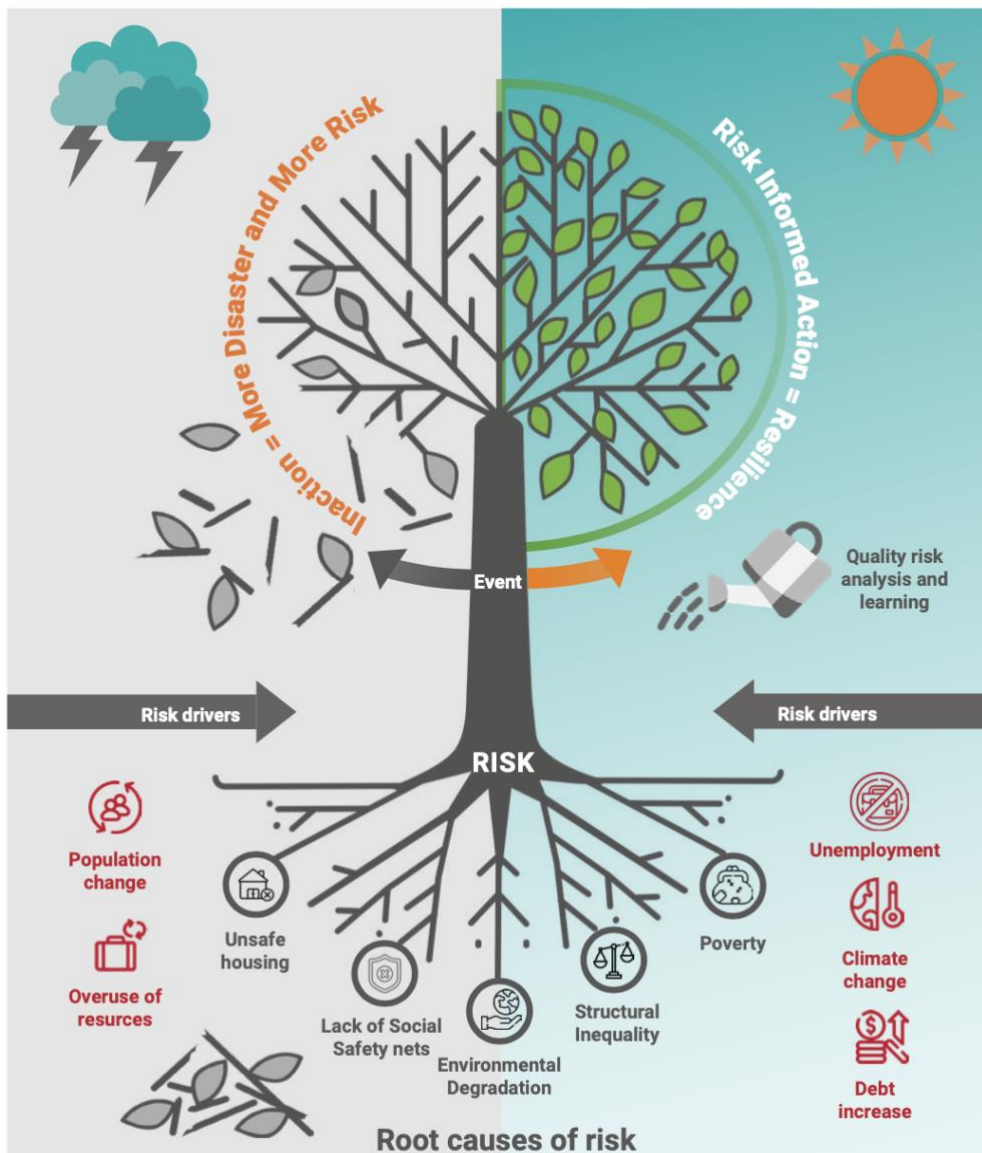 Inaction = More Disaster and More Risk
Risk Informed Action = Resilience
Event
Quality risk
analysis and
learning
Risk drivers
Risk drivers
RISK
Population
change
Overuse of
resurces
Unsafe
housing
Lack of Social
Safety nets
Environmental
Degradation
Structural
Inequality
Poverty
Unemployment
Climate
change
Debt
increase
Root causes of risk